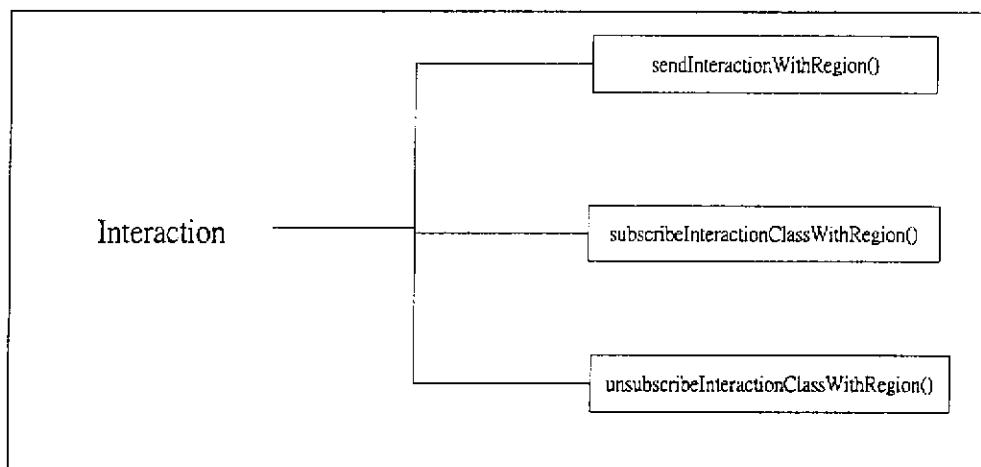 sendInteractionWithRegion()
Interaction
subscribeInteractionClassWithRegion()
unsubscribeInteractionClassWithRegion()